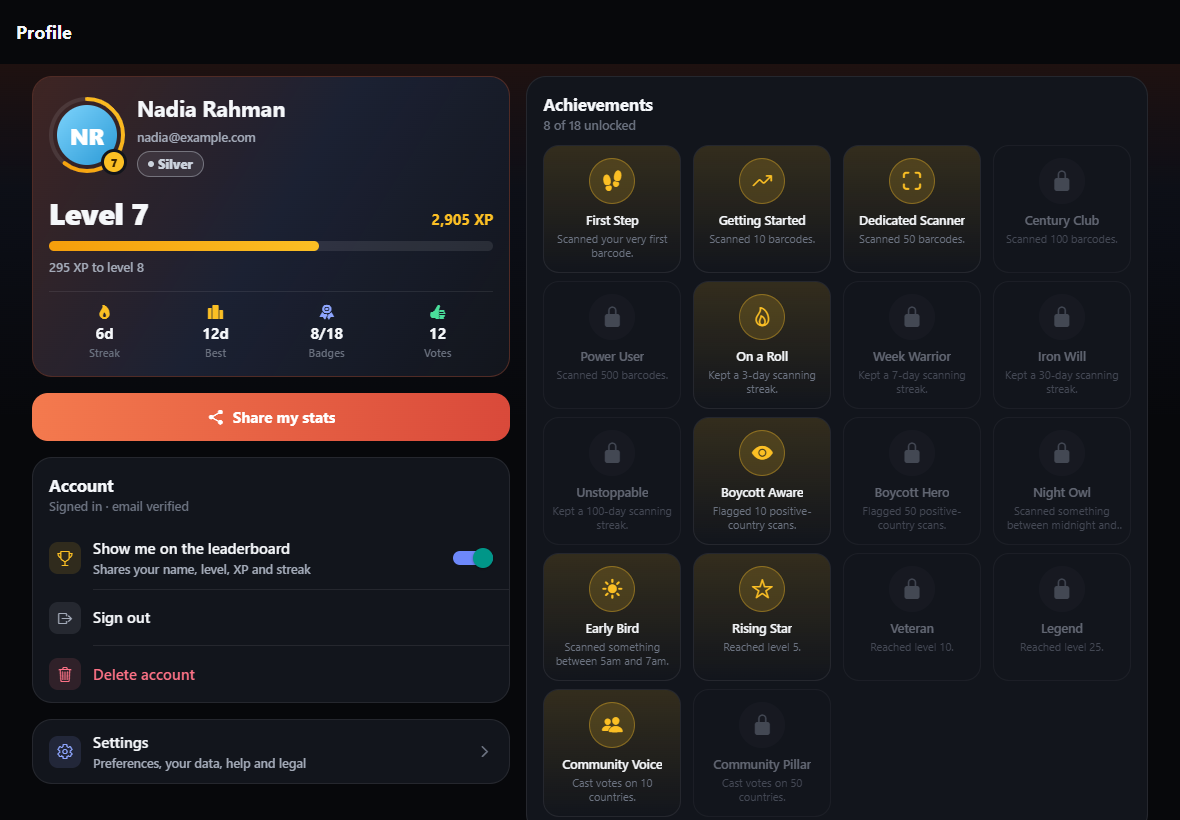 Profile
NR
7
Nadia Rahman
nadia@example.com
• Silver
Level 7
2,905 XP
295 XP to level 8
6d
Streak
12d
Best
8/18
Badges
12
Votes
Share my stats
Account
Signed in · email verified
Show me on the leaderboard
Shares your name, level, XP and streak
Sign out
Delete account
Settings
Preferences, your data, help and legal
Achievements
8 of 18 unlocked
First Step
Scanned your very first
barcode.
Getting Started
Scanned 10 barcodes.
Dedicated Scanner
Scanned 50 barcodes.
Century Club
Scanned 100 barcodes.
Power User
Scanned 500 barcodes.
On a Roll
Kept a 3-day scanning
streak.
Week Warrior
Kept a 7-day scanning
streak.
Iron Will
Kept a 30-day scanning
streak.
Unstoppable
Kept a 100-day scanning
streak.
Boycott Aware
Flagged 10 positive-
country scans.
Boycott Hero
Flagged 50 positive-
country scans.
Night Owl
Scanned something
between midnight and..
Early Bird
Scanned something
between 5am and 7am.
Rising Star
Reached level 5.
Veteran
Reached level 10.
Legend
Reached level 25.
Community Voice
Cast votes on 10
countries.
Community Pillar
Cast votes on 50
countries.